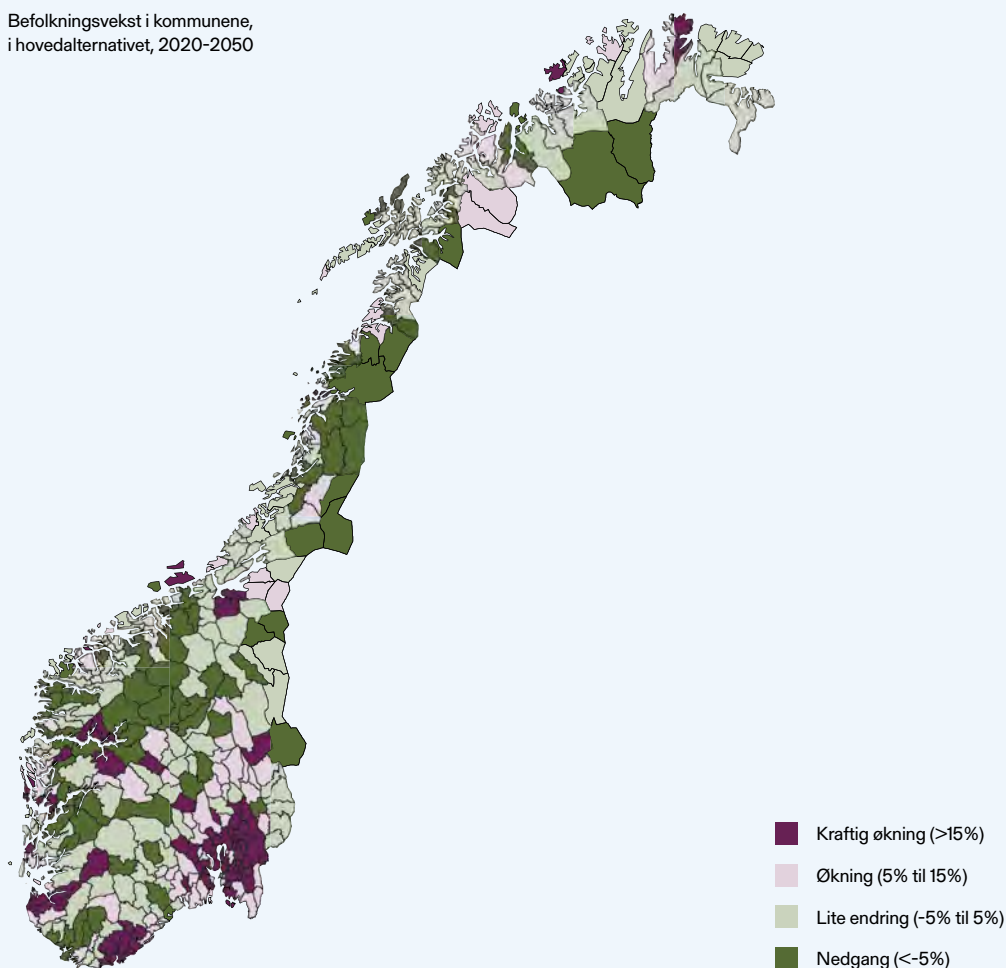 Befolkningsvekst i kommunene,
i hovedalternativet, 2020-2050
Kraftig økning (>15%)
Økning (5% til 15%)
Lite endring (-5% til 5%)
Nedgang (<-5%)